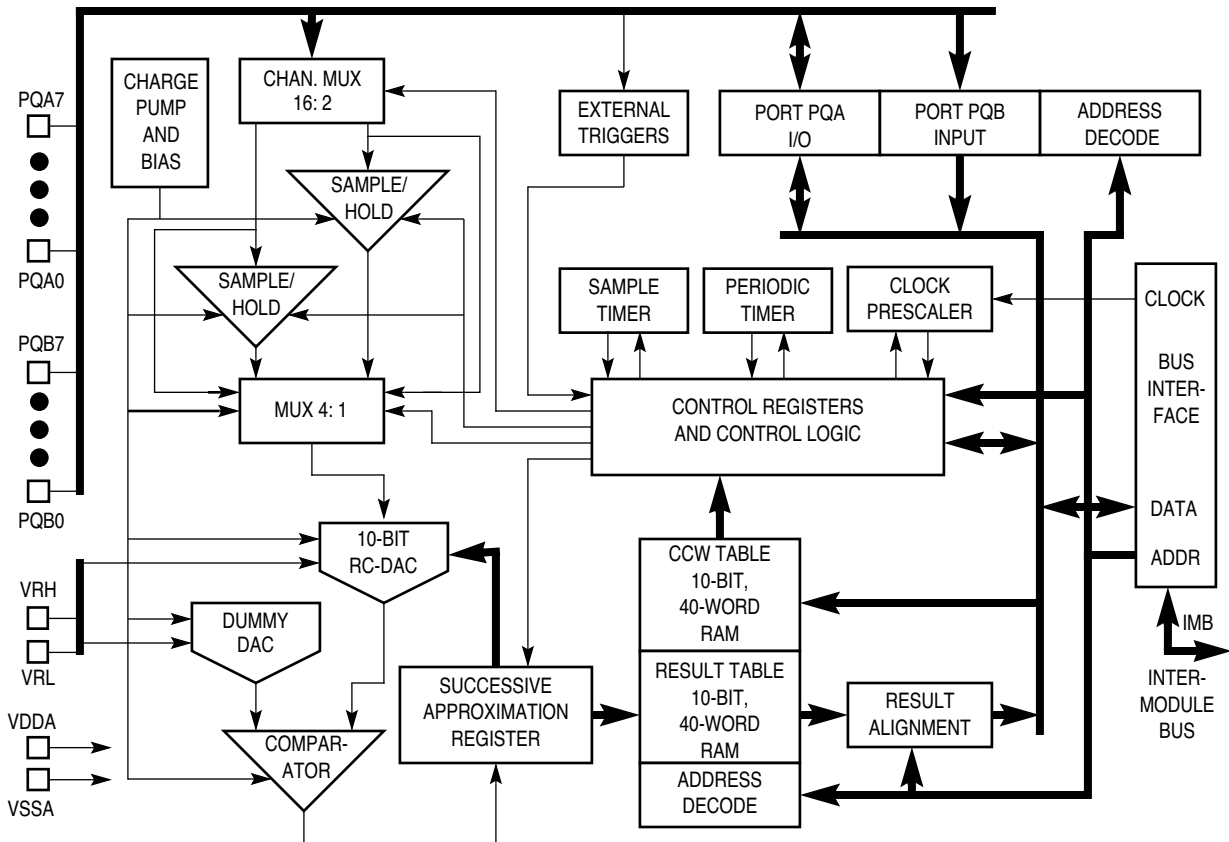 PQA7
PQA0
PQB7
PQB0
VRH
VRL
VDDA
VSSA
CHARGE
PUMP
AND
BIAS
CHAN. MUX
16: 2
SAMPLE/
HOLD
SAMPLE/
HOLD
MUX 4: 1
10-BIT
RC-DAC
DUMMY
DAC
COMPAR-
ATOR
EXTERNAL
TRIGGERS
PORT PQA
I/O
PORT PQB
INPUT
ADDRESS
DECODE
SAMPLE
TIMER
PERIODIC
TIMER
CLOCK
PRESCALER
CONTROL REGISTERS
AND CONTROL LOGIC
SUCCESSIVE
APPROXIMATION
REGISTER
CCW TABLE
10-BIT,
40-WORD
RAM
RESULT TABLE
10-BIT,
40-WORD
RAM
ADDRESS
DECODE
RESULT
ALIGNMENT
CLOCK
BUS
INTER-
FACE
DATA
ADDR
IMB
INTER-
MODULE
BUS